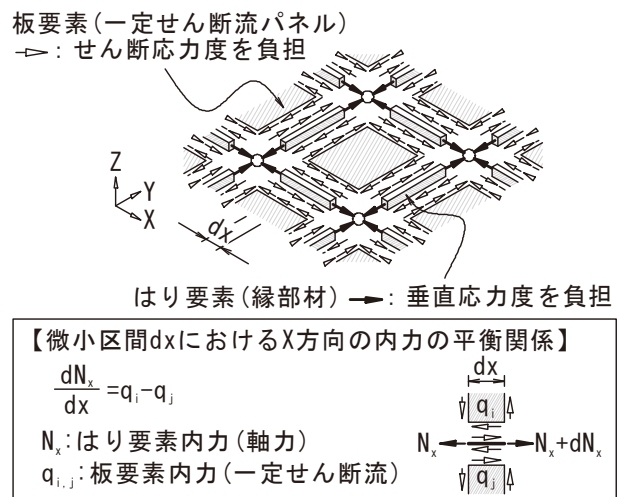 板要素(一定せん断流パネル)
⇾: せん断応力度を負担
Z
Y
X
dx
はり要素(縁部材) ➞: 垂直応力度を負担
【微小区間dxにおけるX方向の内力の平衡関係】
dNₓ/dx =qᵢ-qⱼ
Nₓ:はり要素内力(軸力)
qᵢ,ⱼ:板要素内力(一定せん断流)
dx
qᵢ
Nₓ
Nₓ+dNₓ
qⱼ